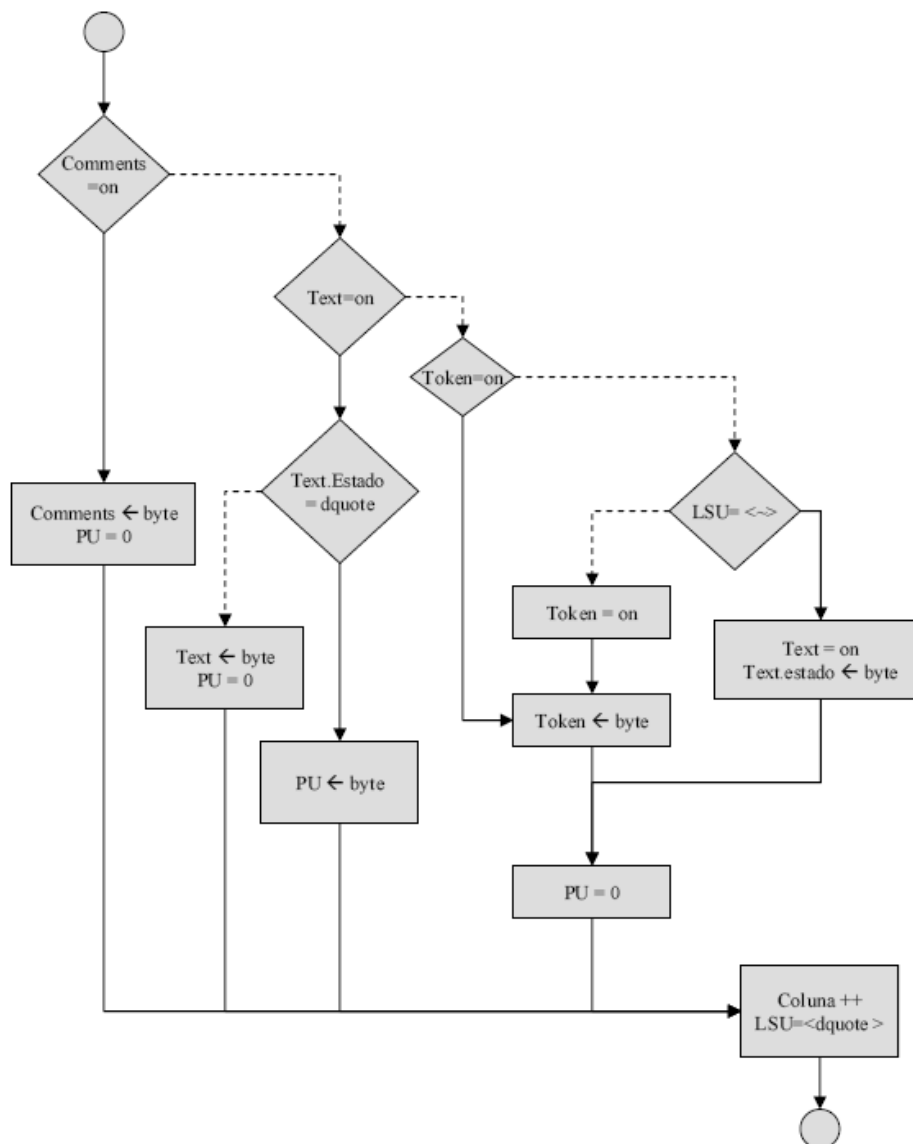 Comments
=on
Text=on
Token=on
Text.Estado
= dquote
LSU= <~>
Comments ← byte
PU = 0
Token = on
Text ← byte
PU = 0
Text = on
Text.estado ← byte
Token ← byte
PU ← byte
PU = 0
Coluna ++
LSU=<dquote>